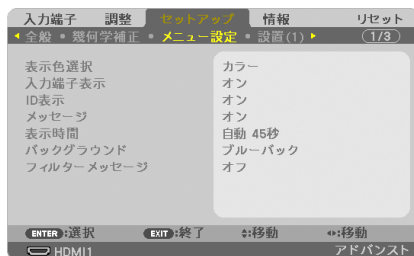 入力端子 調整 セットアップ 情報 リセット
全般 • 幾何学補正 • メニュー設定 • 設置(1) (1/3)
表示色選択 カラー
入力端子表示 オン
ID表示 オン
メッセージ オン
表示時間 自動 45秒
バックグラウンド ブルーバック
フィルターメッセージ オフ
ENTER:選択 EXIT:終了 :移動 :移動
HDMI1 アドバンスト